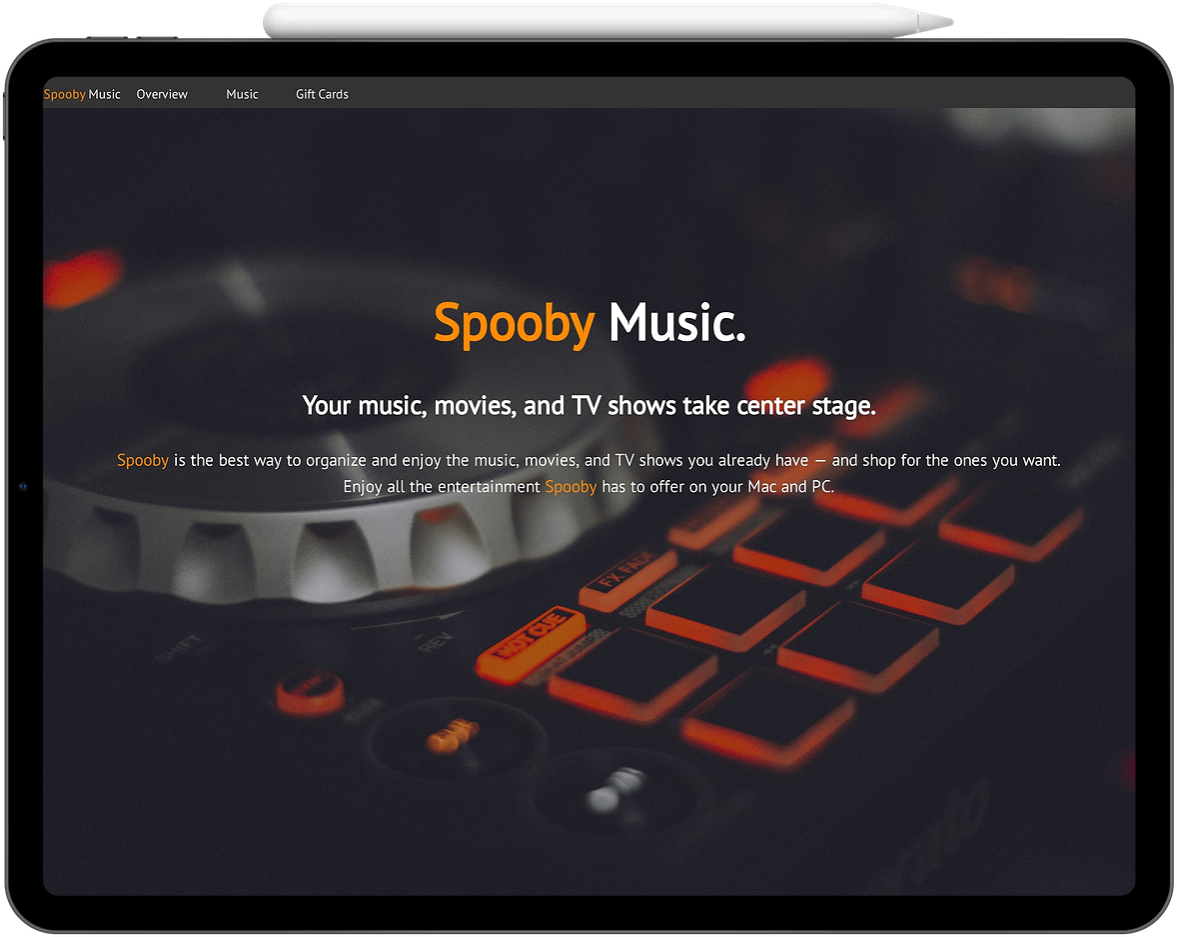 Spooby Music Overview Music Gift Cards
Spooby Music.
Your music, movies, and TV shows take center stage.
Spooby is the best way to organize and enjoy the music, movies, and TV shows you already have — and shop for the ones you want.
Enjoy all the entertainment Spooby has to offer on your Mac and PC.
FX FADE
HOT CUE
SHIFT
REV
CUE